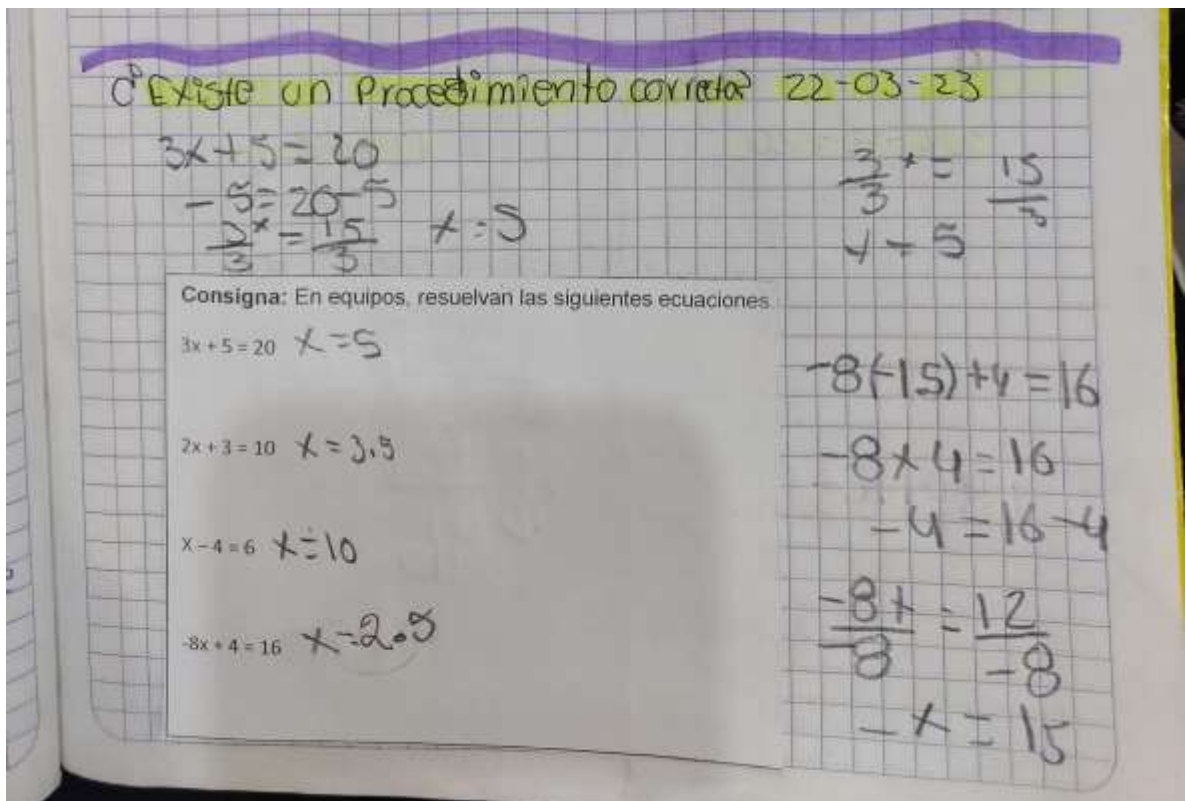 ¿Existe un Procedimiento correcto? 22-03-23
3x+5=20
-5=20-5
3x/3 = 15/3 x=5
3/3 x = 15/3
x = 5
Consigna: En equipos, resuelvan las siguientes ecuaciones
3x + 5 = 20 x=5
2x + 3 = 10 x=3.5
X – 4 = 6 x=10
-8x + 4 = 16 x=2.5
-8(-15)+4=16
-8x4=16
-4=16-4
-8x/-8 = 12/-8
-x=15